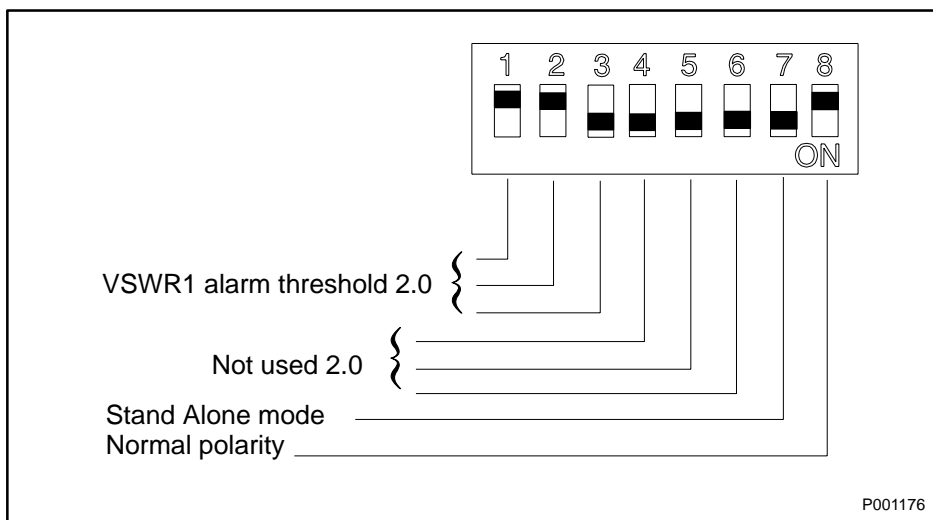 1 2 3 4 5 6 7 8
ON
VSWR1 alarm threshold 2.0
Not used 2.0
Stand Alone mode
Normal polarity
P001176